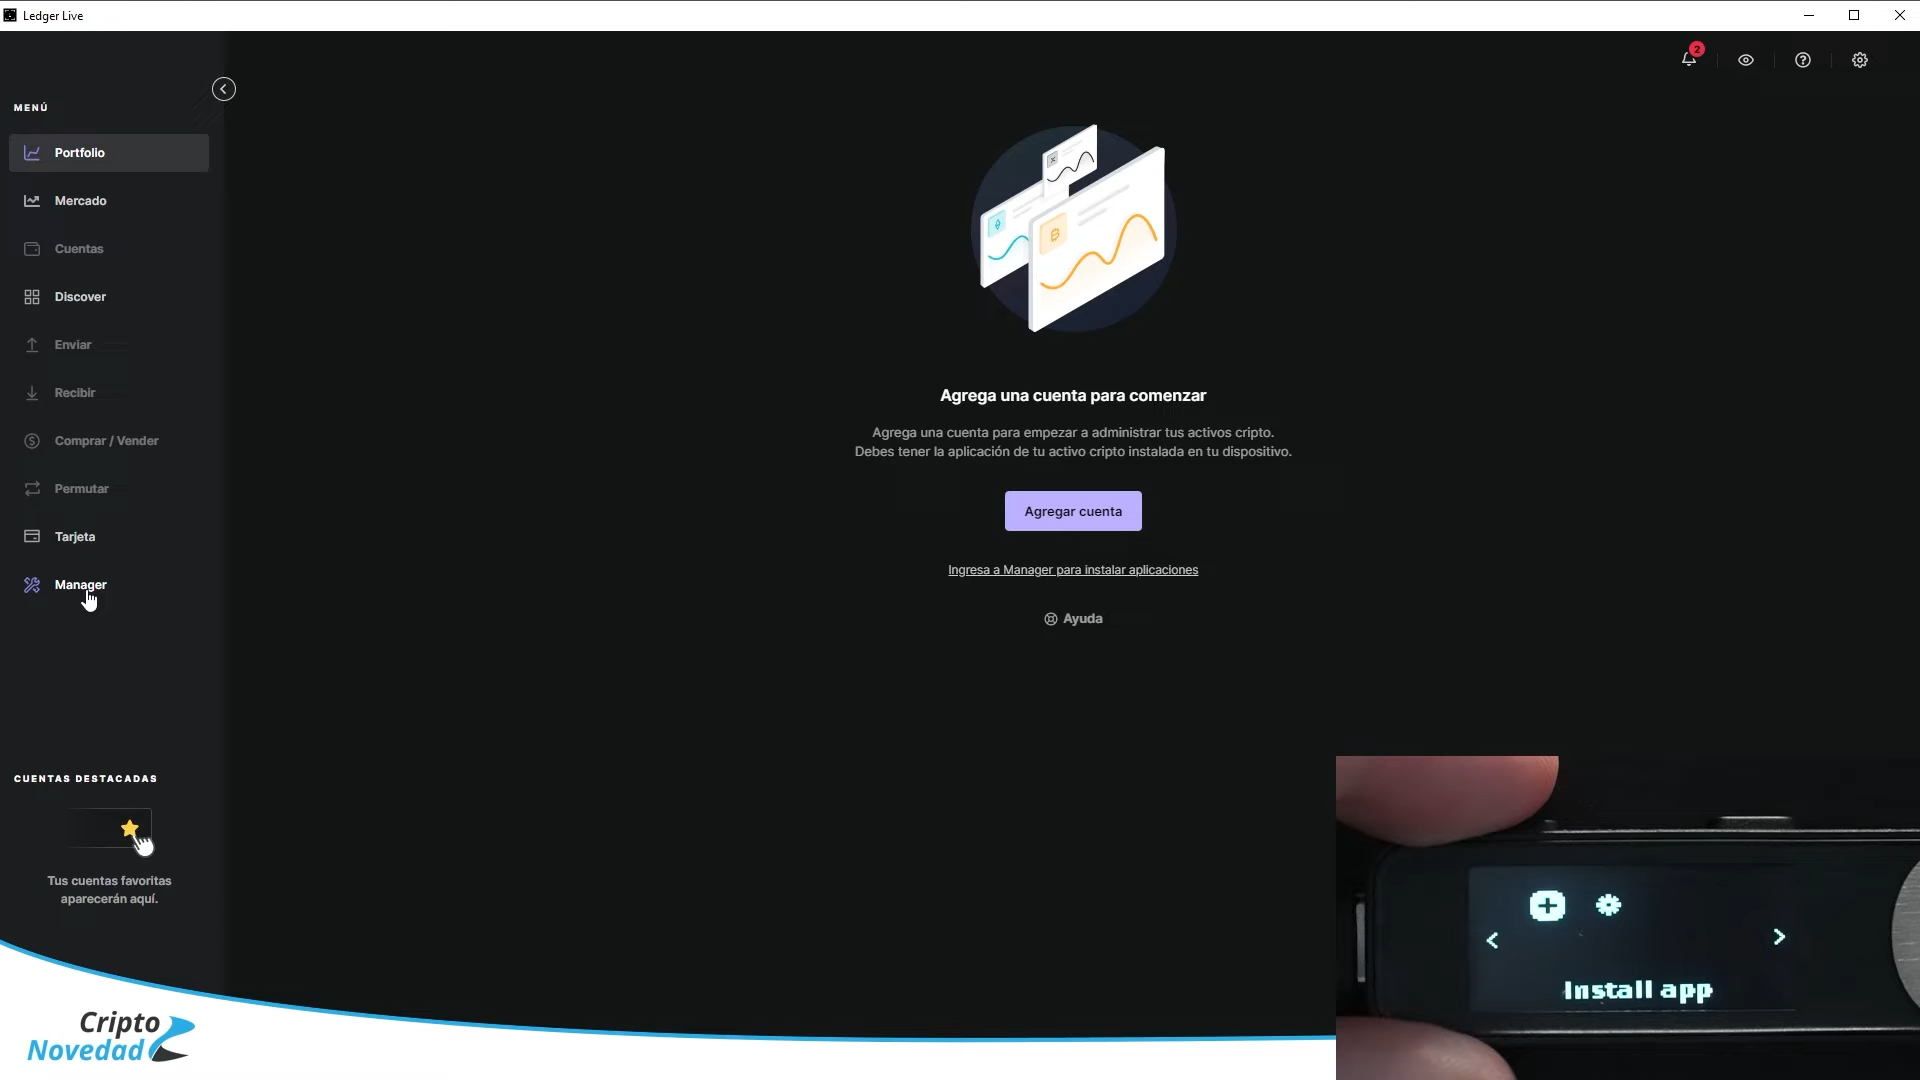 Ledger Live
2
MENÚ
Portfolio
Mercado
Cuentas
Discover
Enviar
Recibir
Comprar / Vender
Permutar
Tarjeta
Manager
Agrega una cuenta para comenzar
Agrega una cuenta para empezar a administrar tus activos cripto.
Debes tener la aplicación de tu activo cripto instalada en tu dispositivo.
Agregar cuenta
Ingresa a Manager para instalar aplicaciones
Ayuda
CUENTAS DESTACADAS
Tus cuentas favoritas
aparecerán aquí.
Cripto
Novedad
Install app